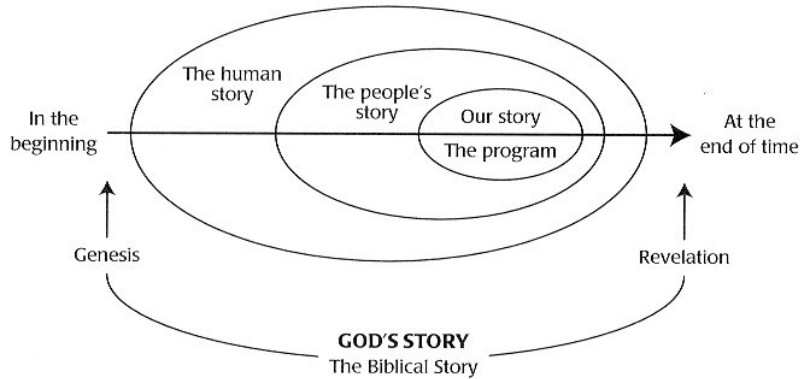 The human
story
The people's
story
Our story
In the
beginning
At the
end of time
The program
Genesis
Revelation
GOD'S STORY
The Biblical Story